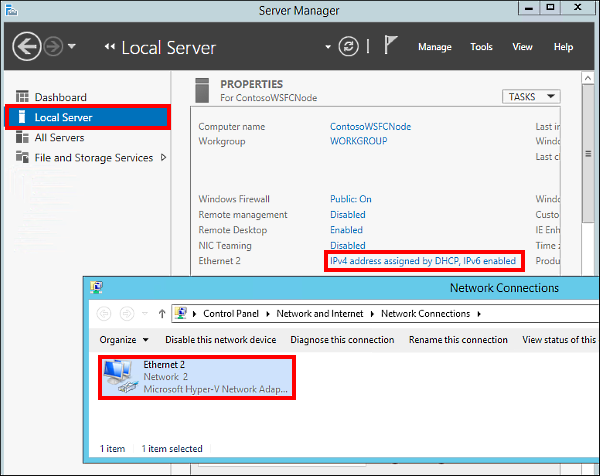 Server Manager
Local Server
Manage Tools View Help
Dashboard
Local Server
All Servers
File and Storage Services
PROPERTIES
For ContosoWSFCNode
TASKS
Computer name ContosoWSFCNode Last in
Workgroup WORKGROUP Windo
Last cl
Windows Firewall Public: On Windo
Remote management Disabled Custo
Remote Desktop Enabled IE Enh
NIC Teaming Disabled Time z
Ethernet 2 IPv4 address assigned by DHCP, IPv6 enabled Produ
Network Connections
Control Panel Network and Internet Network Connections
Organize Disable this network device Diagnose this connection Rename this connection View status of this
Ethernet 2
Network 2
Microsoft Hyper-V Network Adap...
1 item 1 item selected